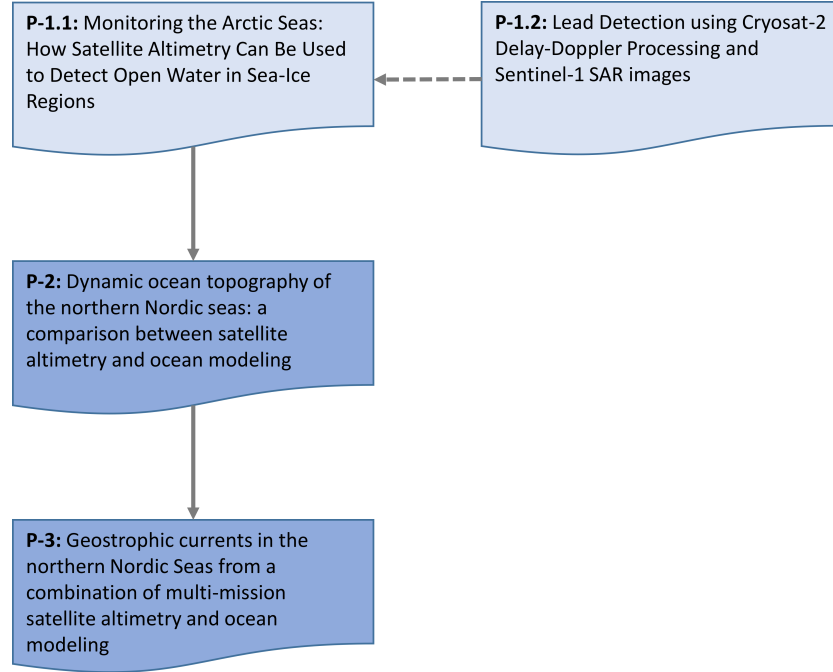 P-1.1: Monitoring the Arctic Seas:
How Satellite Altimetry Can Be Used
to Detect Open Water in Sea-Ice
Regions
P-1.2: Lead Detection using Cryosat-2
Delay-Doppler Processing and
Sentinel-1 SAR images
P-2: Dynamic ocean topography of
the northern Nordic seas: a
comparison between satellite
altimetry and ocean modeling
P-3: Geostrophic currents in the
northern Nordic Seas from a
combination of multi-mission
satellite altimetry and ocean
modeling